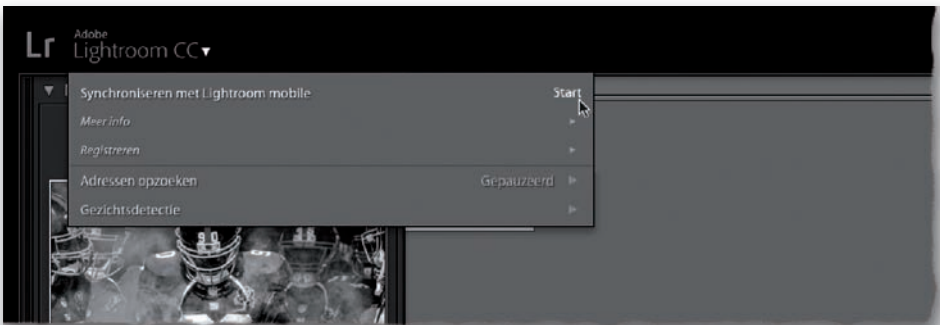 Lr
Adobe
Lightroom CC
Synchroniseren met Lightroom mobile Start
Meer info
Registreren
Adressen opzoeken Gepauzeerd
Gezichtsdetectie